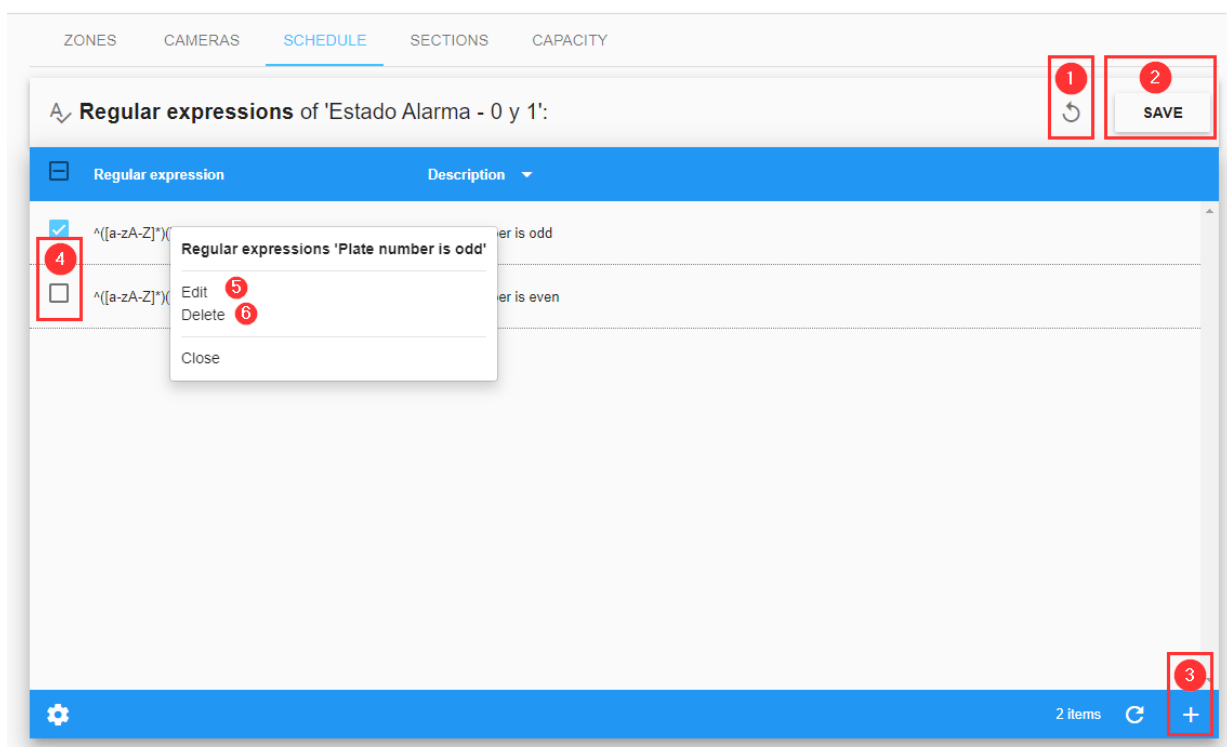 ZONES CAMERAS SCHEDULE SECTIONS CAPACITY
1 2
Regular expressions of 'Estado Alarma - 0 y 1': SAVE
Regular expression Description
^([a-zA-Z]*)( er is odd
Regular expressions 'Plate number is odd'
4
Edit 5
^([a-zA-Z]*)( er is even
Delete 6
Close
3
2 items